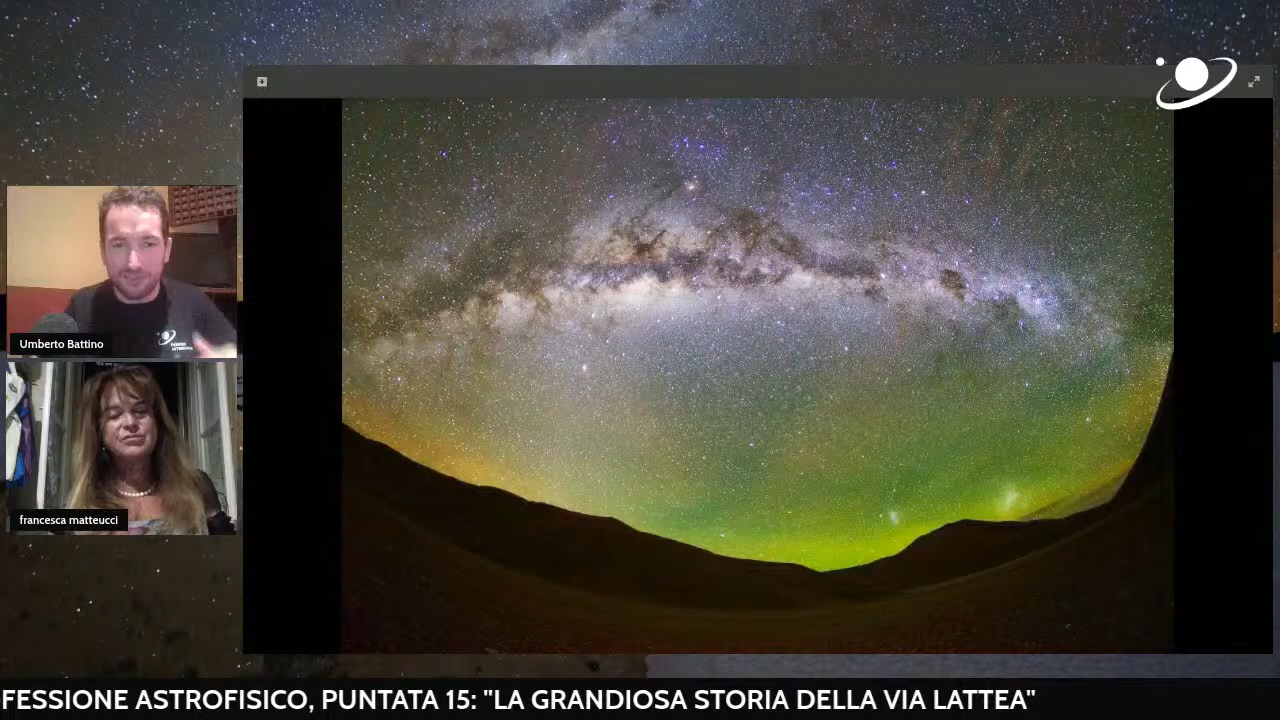 Umberto Battino
francesca matteucci
FESSIONE ASTROFISICO, PUNTATA 15: "LA GRANDIOSA STORIA DELLA VIA LATTEA"